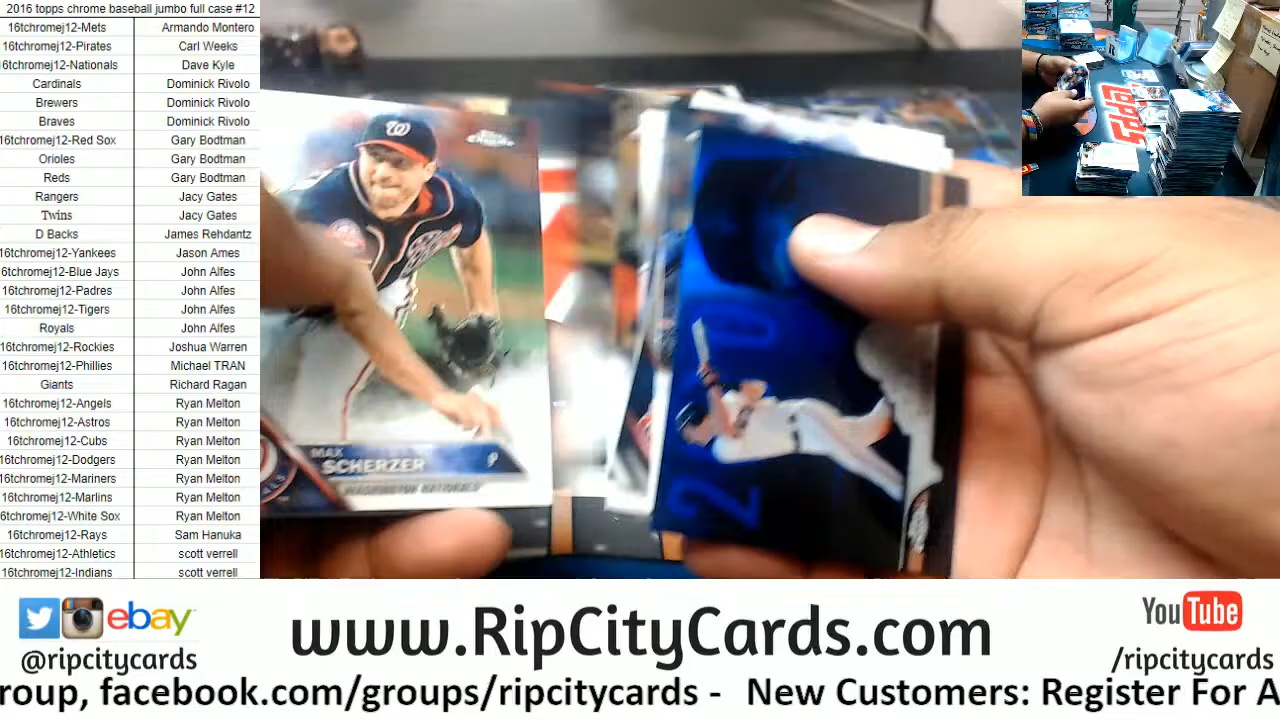 2016 topps chrome baseball jumbo full case #12
16tchromej12-Mets Armando Montero
16tchromej12-Pirates Carl Weeks
16tchromej12-Nationals Dave Kyle
Cardinals Dominick Rivolo
Brewers Dominick Rivolo
Braves Dominick Rivolo
16tchromej12-Red Sox Gary Bodtman
Orioles Gary Bodtman
Reds Gary Bodtman
Rangers Jacy Gates
Twins Jacy Gates
D Backs James Rehdantz
16tchromej12-Yankees Jason Ames
6tchromej12-Blue Jays John Alfes
16tchromej12-Padres John Alfes
16tchromej12-Tigers John Alfes
Royals John Alfes
16tchromej12-Rockies Joshua Warren
16tchromej12-Phillies Michael TRAN
Giants Richard Ragan
16tchromej12-Angels Ryan Melton
16tchromej12-Astros Ryan Melton
16tchromej12-Cubs Ryan Melton
16tchromej12-Dodgers Ryan Melton
16tchromej12-Mariners Ryan Melton
16tchromej12-Marlins Ryan Melton
16tchromej12-White Sox Ryan Melton
16tchromej12-Rays Sam Hanuka
16tchromej12-Athletics scott verrell
16tchromej12-Indians scott verrell
W
MAX
SCHERZER
P
WASHINGTON NATIONALS
TOPPS
ebay
@ripcitycards
www.RipCityCards.com
YouTube
/ripcitycards
roup, facebook.com/groups/ripcitycards - New Customers: Register For A